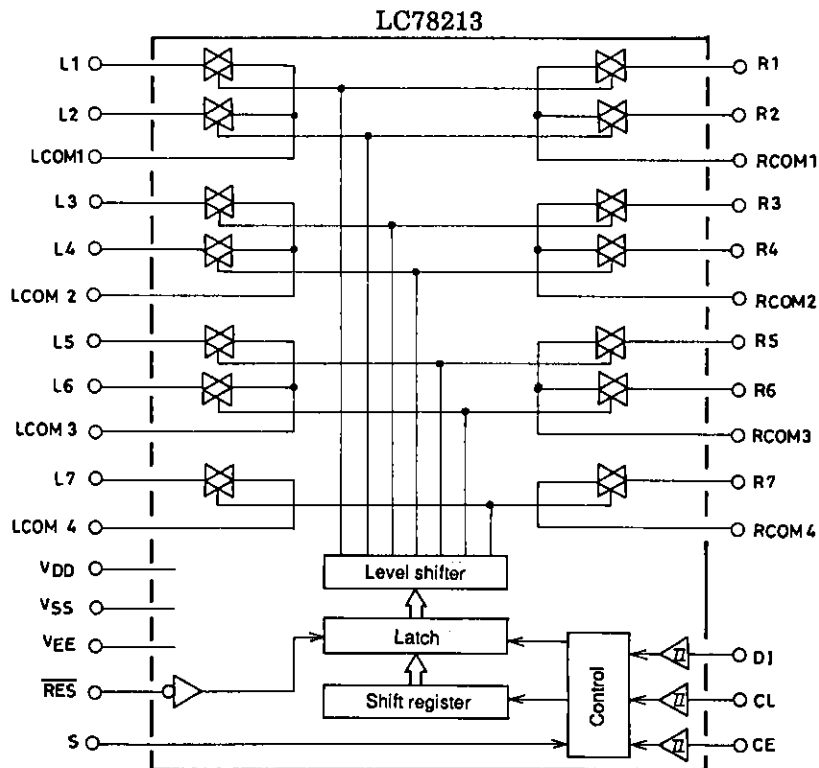 LC78213
L1
R1
L2
R2
LCOM1
RCOM1
L3
R3
L4
R4
LCOM 2
RCOM2
L5
R5
L6
R6
LCOM 3
RCOM3
L7
R7
LCOM 4
RCOM4
VDD
Level shifter
VSS
Latch
VEE
Control
DI
RES
Shift register
CL
S
CE